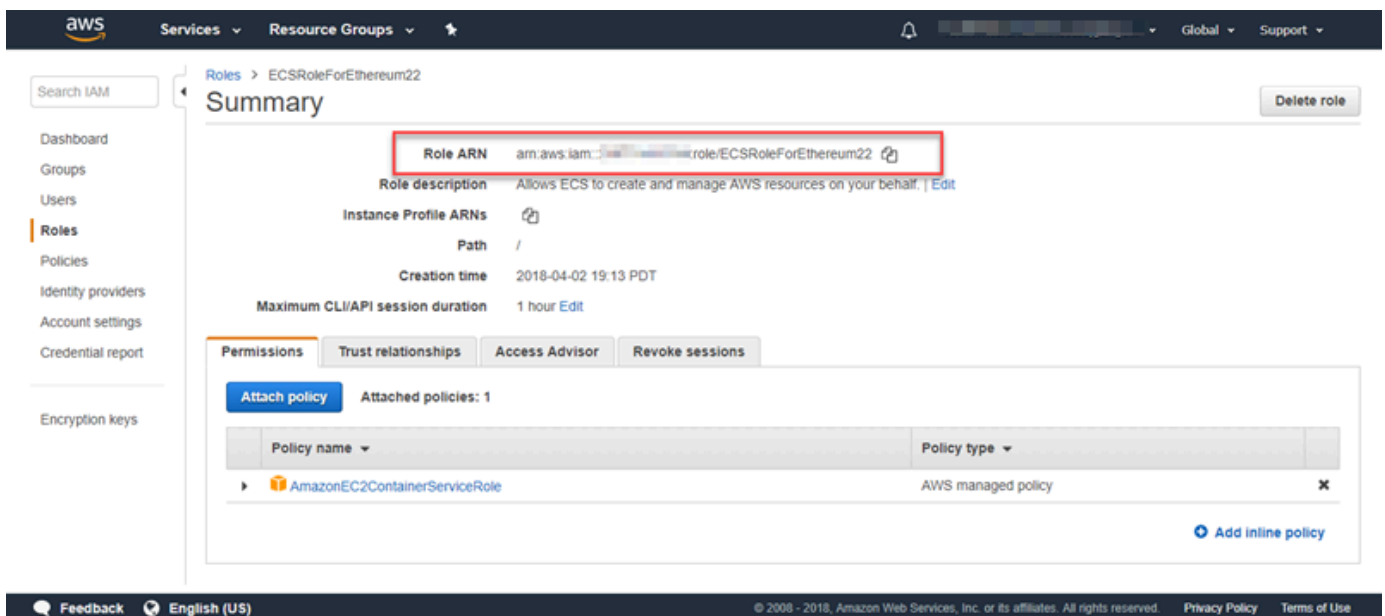 aws Services Resource Groups Global Support
Roles > ECSRoleForEthereum22
Search IAM
Summary
Delete role
Dashboard
Groups
Users
Roles
Policies
Identity providers
Account settings
Credential report
Encryption keys
Role ARN arn:aws:iam:: :role/ECSRoleForEthereum22
Role description Allows ECS to create and manage AWS resources on your behalf. | Edit
Instance Profile ARNs
Path /
Creation time 2018-04-02 19:13 PDT
Maximum CLI/API session duration 1 hour Edit
Permissions Trust relationships Access Advisor Revoke sessions
Attach policy Attached policies: 1
Policy name Policy type
AmazonEC2ContainerServiceRole AWS managed policy
Add inline policy
Feedback English (US) © 2008 - 2018, Amazon Web Services, Inc. or its affiliates. All rights reserved. Privacy Policy Terms of Use